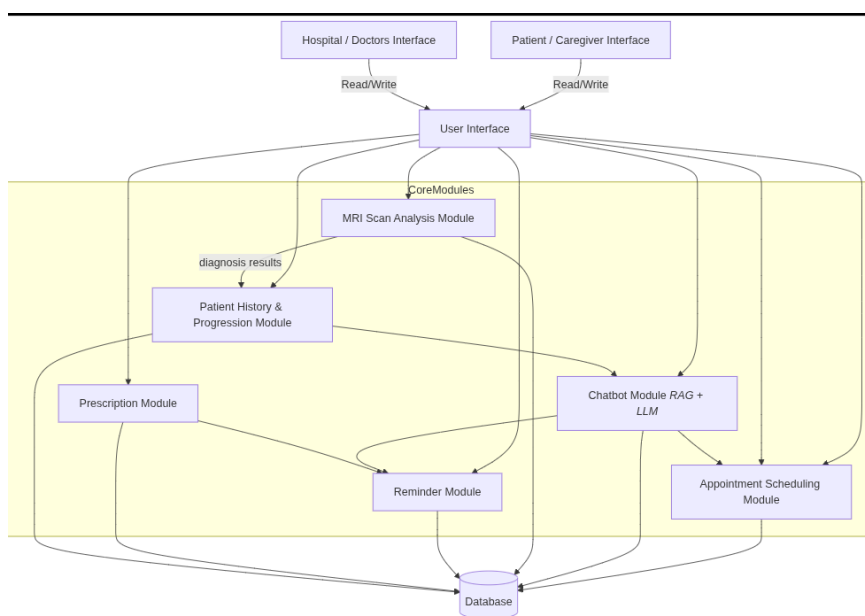 Hospital / Doctors Interface
Patient / Caregiver Interface
Read/Write
Read/Write
User Interface
CoreModules
MRI Scan Analysis Module
diagnosis results
Patient History &
Progression Module
Prescription Module
Chatbot Module RAG +
LLM
Reminder Module
Appointment Scheduling
Module
Database